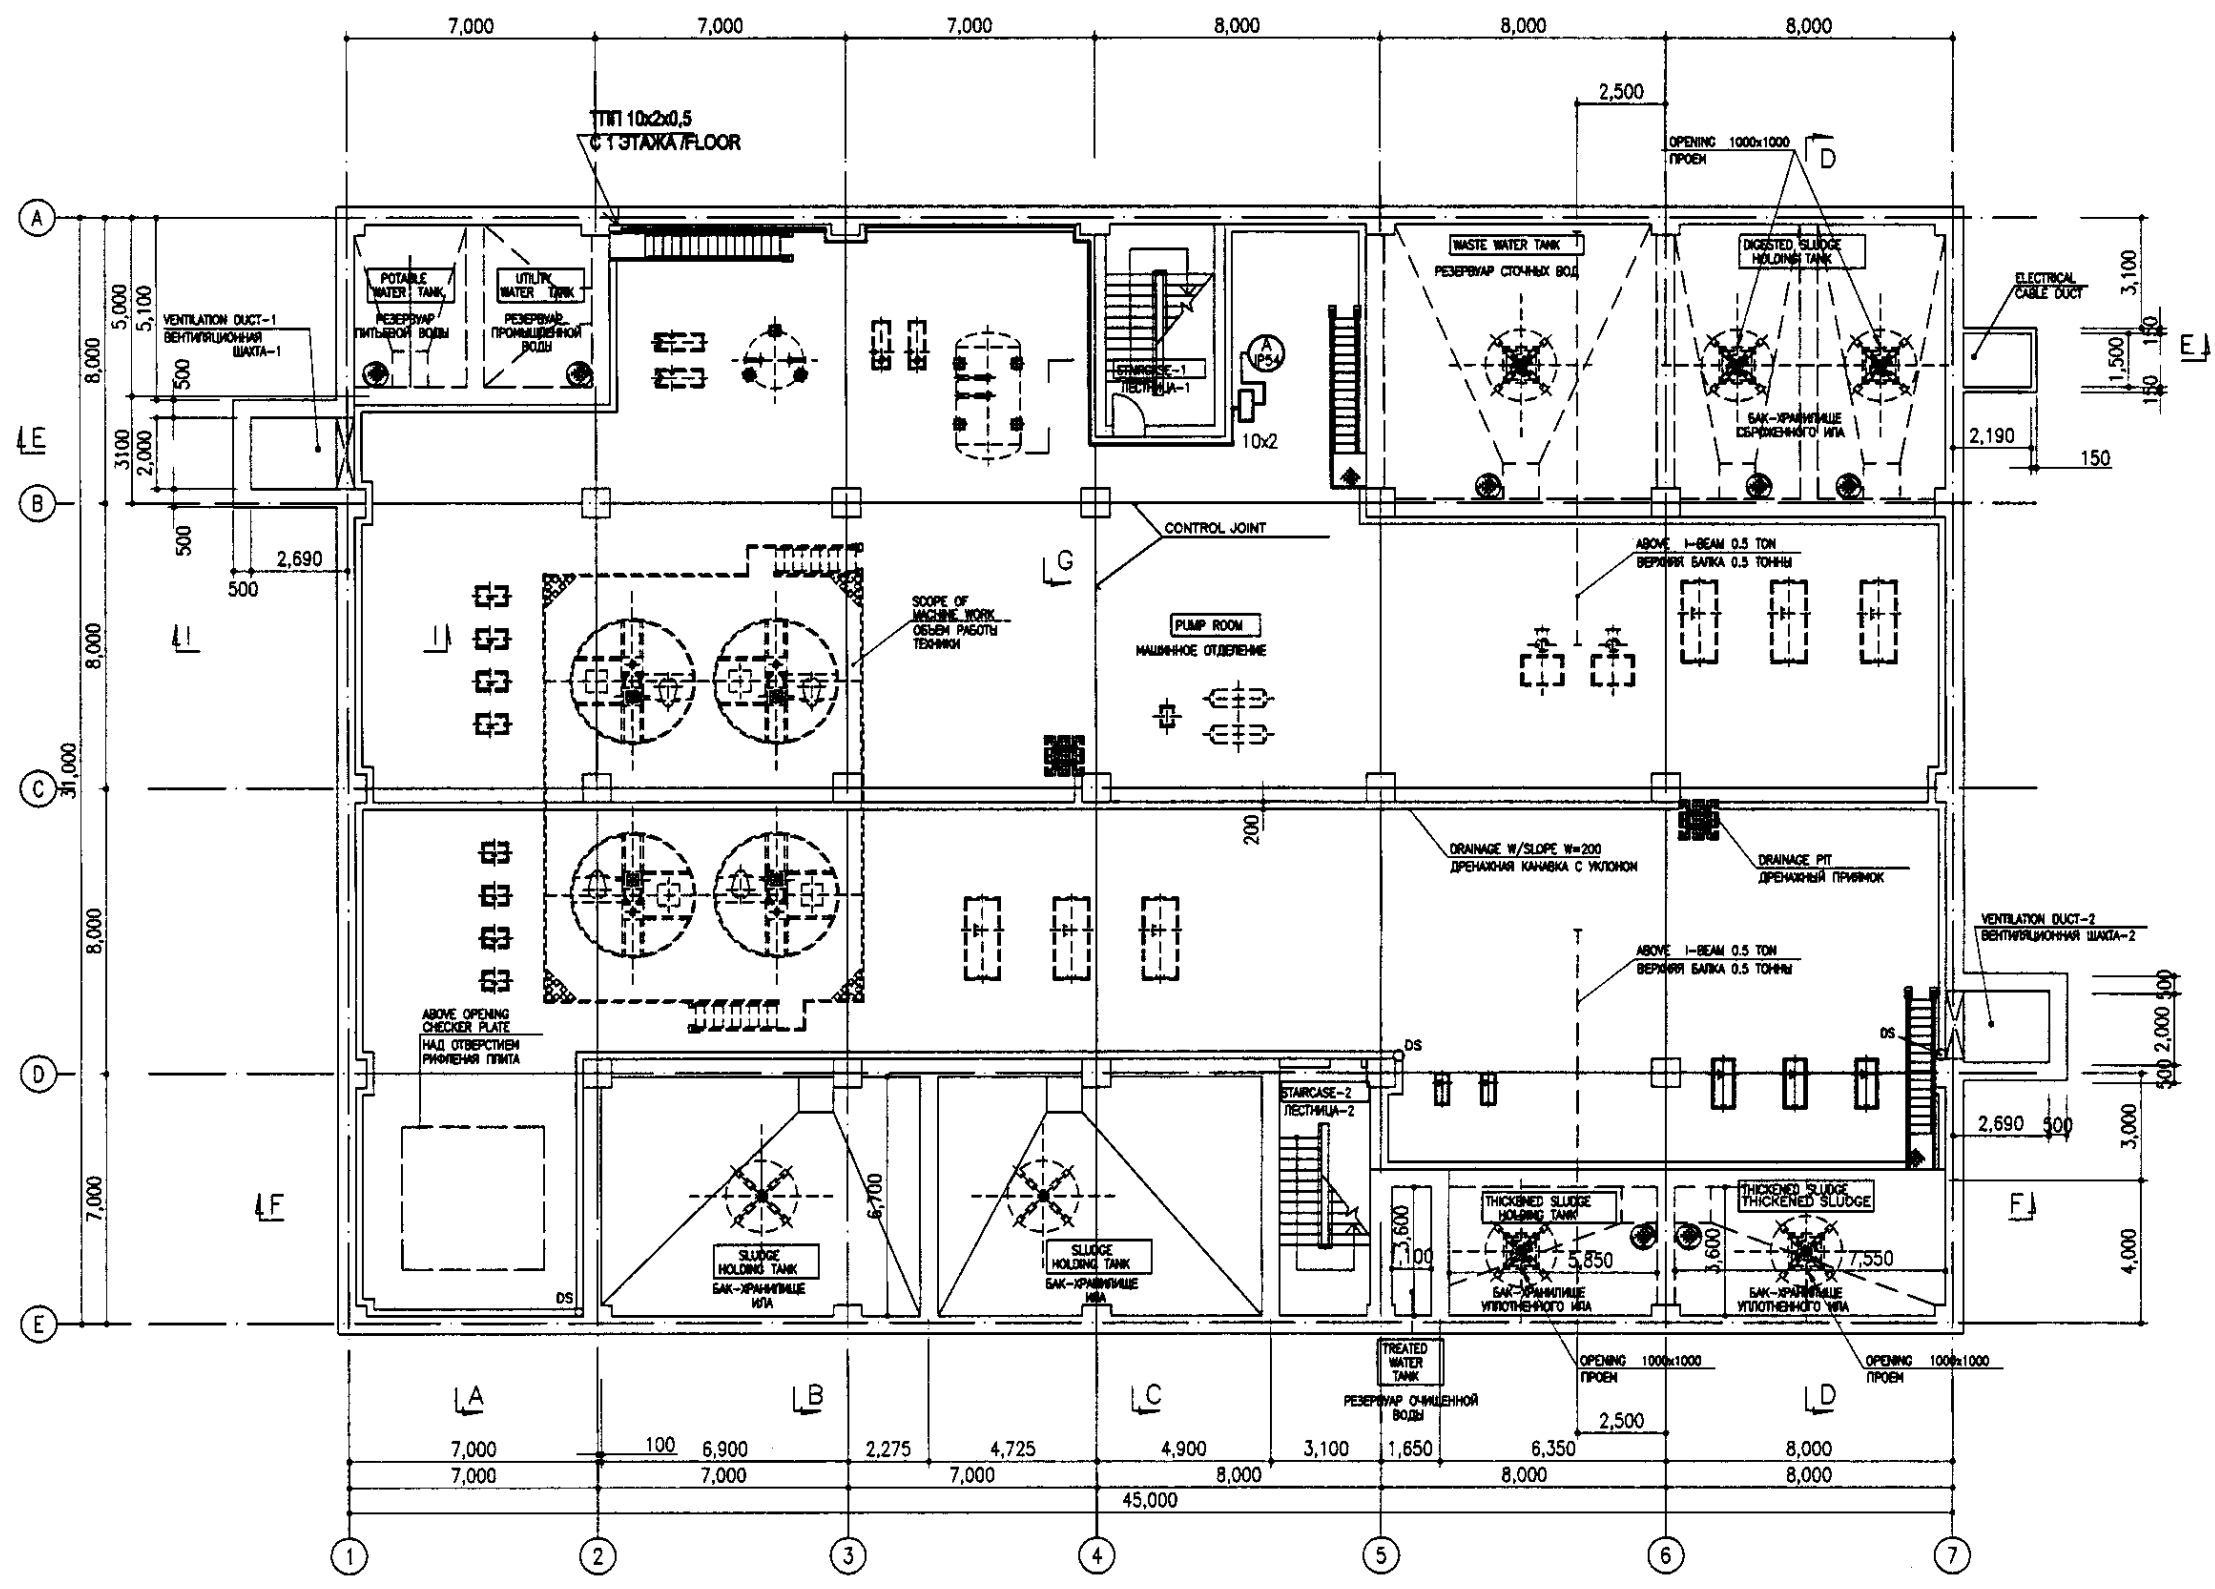 7,000 7,000 7,000 8,000 8,000 8,000
2,500
ТПП 10x2x0,5
С 1 ЭТАЖА/FLOOR
OPENING 1000x1000
ПРОЕМ
D
A
POTABLE
WATER TANK
РЕЗЕРВУАР
ПИТЬЕВОЙ ВОДЫ
UTILITY
WATER TANK
РЕЗЕРВУАР
ПРОМЫШЛЕННОЙ
ВОДЫ
WASTE WATER TANK
РЕЗЕРВУАР СТОЧНЫХ ВОД
DIGESTED SLUDGE
HOLDING TANK
БАК-ХРАНИЛИЩЕ
СБРОЖЕННОГО ИЛА
ELECTRICAL
CABLE DUCT
3,100
150
1,500
150
E
2,190
150
5,000
5,100
8,000
VENTILATION DUCT-1
ВЕНТИЛЯЦИОННАЯ
ШАХТА-1
500
3100
2,000
E
500
2,690
500
STAIRCASE-1
ЛЕСТНИЦА-1
A
IP54
10x2
B
CONTROL JOINT
G
ABOVE I-BEAM 0.5 TON
ВЕРХНЯЯ БАЛКА 0.5 ТОННЫ
SCOPE OF
MACHINE WORK
ОБЪЕМ РАБОТЫ
ТЕХНИКИ
PUMP ROOM
МАШИННОЕ ОТДЕЛЕНИЕ
8,000
I
I
31,000
C
200
DRAINAGE W/SLOPE W=200
ДРЕНАЖНАЯ КАНАВКА С УКЛОНОМ
DRAINAGE PIT
ДРЕНАЖНЫЙ ПРИЯМОК
VENTILATION DUCT-2
ВЕНТИЛЯЦИОННАЯ ШАХТА-2
8,000
ABOVE I-BEAM 0.5 TON
ВЕРХНЯЯ БАЛКА 0.5 ТОННЫ
ABOVE OPENING
CHECKER PLATE
НАД ОТВЕРСТИЕМ
РИФЛЕНАЯ ПЛИТА
500
2,000
500
DS
DS
D
STAIRCASE-2
ЛЕСТНИЦА-2
2,690 500
3,000
7,000
F
6,700
3,600
THICKENED SLUDGE
HOLDING TANK
THICKENED SLUDGE
THICKENED SLUDGE
F
4,000
SLUDGE
HOLDING TANK
БАК-ХРАНИЛИЩЕ
ИЛА
SLUDGE
HOLDING TANK
БАК-ХРАНИЛИЩЕ
ИЛА
5,850
3,600
7,550
БАК-ХРАНИЛИЩЕ
УПЛОТНЕННОГО ИЛА
БАК-ХРАНИЛИЩЕ
УПЛОТНЕННОГО ИЛА
DS
E
TREATED
WATER
TANK
РЕЗЕРВУАР ОЧИЩЕННОЙ
ВОДЫ
OPENING 1000x1000
ПРОЕМ
OPENING 1000x1000
ПРОЕМ
A B C D
2,500
7,000 100 6,900 2,275 4,725 4,900 3,100 1,650 6,350 8,000
7,000 7,000 7,000 8,000 8,000 8,000
45,000
1 2 3 4 5 6 7